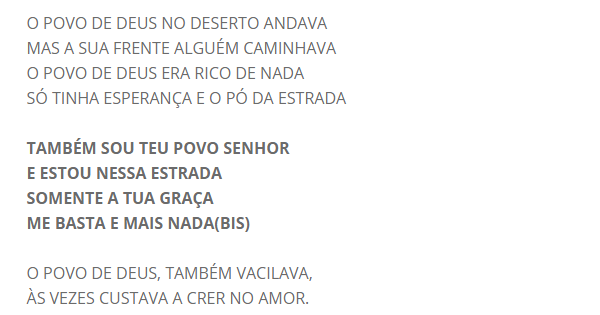 O POVO DE DEUS NO DESERTO ANDAVA
MAS A SUA FRENTE ALGUÉM CAMINHAVA
O POVO DE DEUS ERA RICO DE NADA
SÓ TINHA ESPERANÇA E O PÓ DA ESTRADA
TAMBÉM SOU TEU POVO SENHOR
E ESTOU NESSA ESTRADA
SOMENTE A TUA GRAÇA
ME BASTA E MAIS NADA(BIS)
O POVO DE DEUS, TAMBÉM VACILAVA,
ÀS VEZES CUSTAVA A CRER NO AMOR.